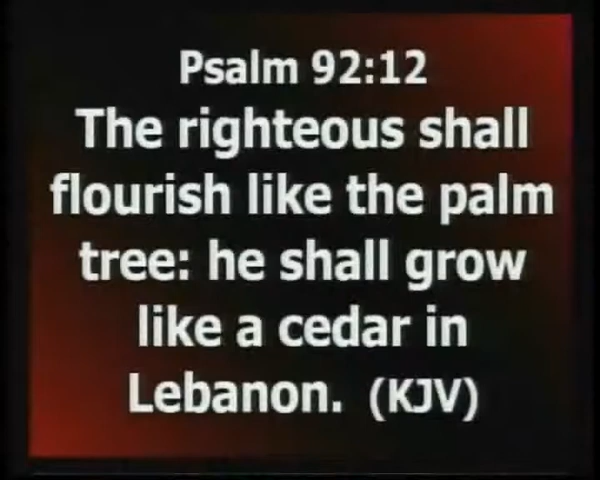 Psalm 92:12
The righteous shall
flourish like the palm
tree: he shall grow
like a cedar in
Lebanon. (KJV)